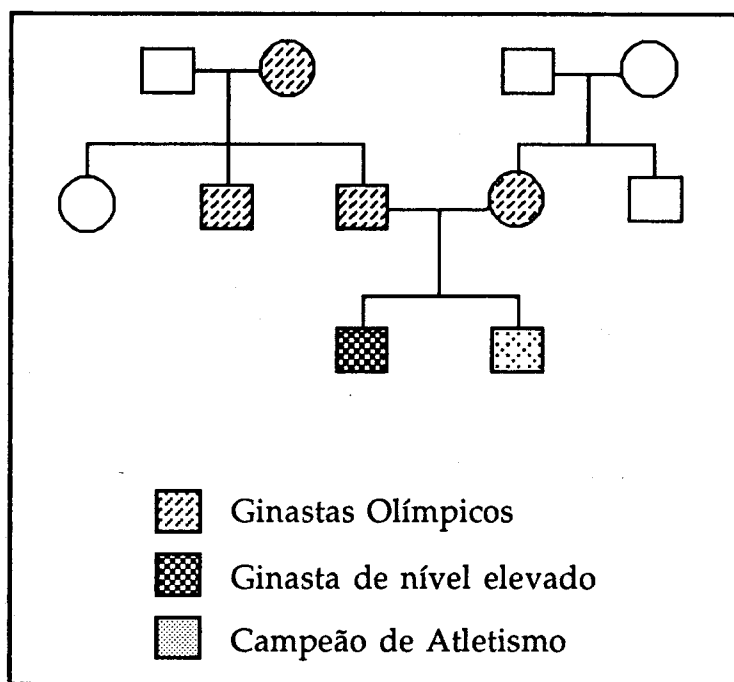 Ginastas Olímpicos
Ginasta de nível elevado
Campeão de Atletismo